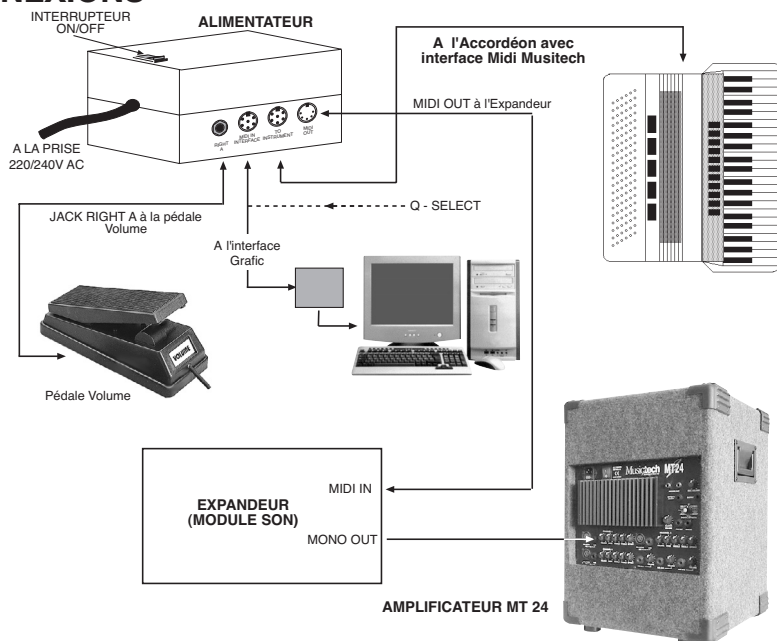 NEXIONS
INTERRUPTEUR
ON/OFF
ALIMENTATEUR
A l'Accordéon avec
interface Midi Musitech
MIDI OUT à l'Expandeur
RIGHT
A
MIDI IN
INTERFACE
TO
INSTRUMENT
MIDI
OUT
A LA PRISE
220/240V AC
JACK RIGHT A à la pédale
Volume
Q - SELECT
A l'interface
Grafic
VOLUME
Pédale Volume
Musictech MT24
EXPANDEUR
(MODULE SON)
MIDI IN
MONO OUT
AMPLIFICATEUR MT 24